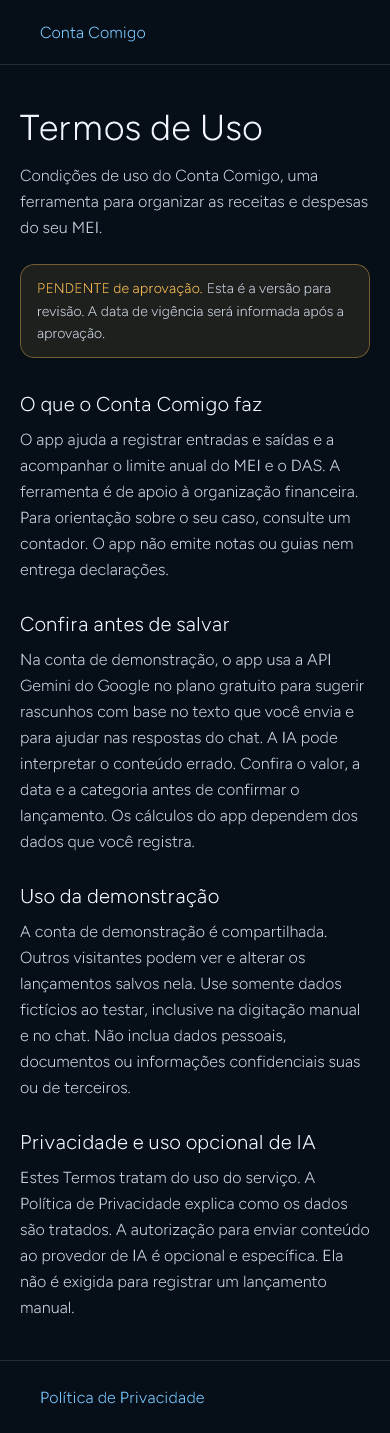 Conta Comigo
Termos de Uso
Condições de uso do Conta Comigo, uma
ferramenta para organizar as receitas e despesas
do seu MEI.
PENDENTE de aprovação. Esta é a versão para
revisão. A data de vigência será informada após a
aprovação.
O que o Conta Comigo faz
O app ajuda a registrar entradas e saídas e a
acompanhar o limite anual do MEI e o DAS. A
ferramenta é de apoio à organização financeira.
Para orientação sobre o seu caso, consulte um
contador. O app não emite notas ou guias nem
entrega declarações.
Confira antes de salvar
Na conta de demonstração, o app usa a API
Gemini do Google no plano gratuito para sugerir
rascunhos com base no texto que você envia e
para ajudar nas respostas do chat. A IA pode
interpretar o conteúdo errado. Confira o valor, a
data e a categoria antes de confirmar o
lançamento. Os cálculos do app dependem dos
dados que você registra.
Uso da demonstração
A conta de demonstração é compartilhada.
Outros visitantes podem ver e alterar os
lançamentos salvos nela. Use somente dados
fictícios ao testar, inclusive na digitação manual
e no chat. Não inclua dados pessoais,
documentos ou informações confidenciais suas
ou de terceiros.
Privacidade e uso opcional de IA
Estes Termos tratam do uso do serviço. A
Política de Privacidade explica como os dados
são tratados. A autorização para enviar conteúdo
ao provedor de IA é opcional e específica. Ela
não é exigida para registrar um lançamento
manual.
Política de Privacidade